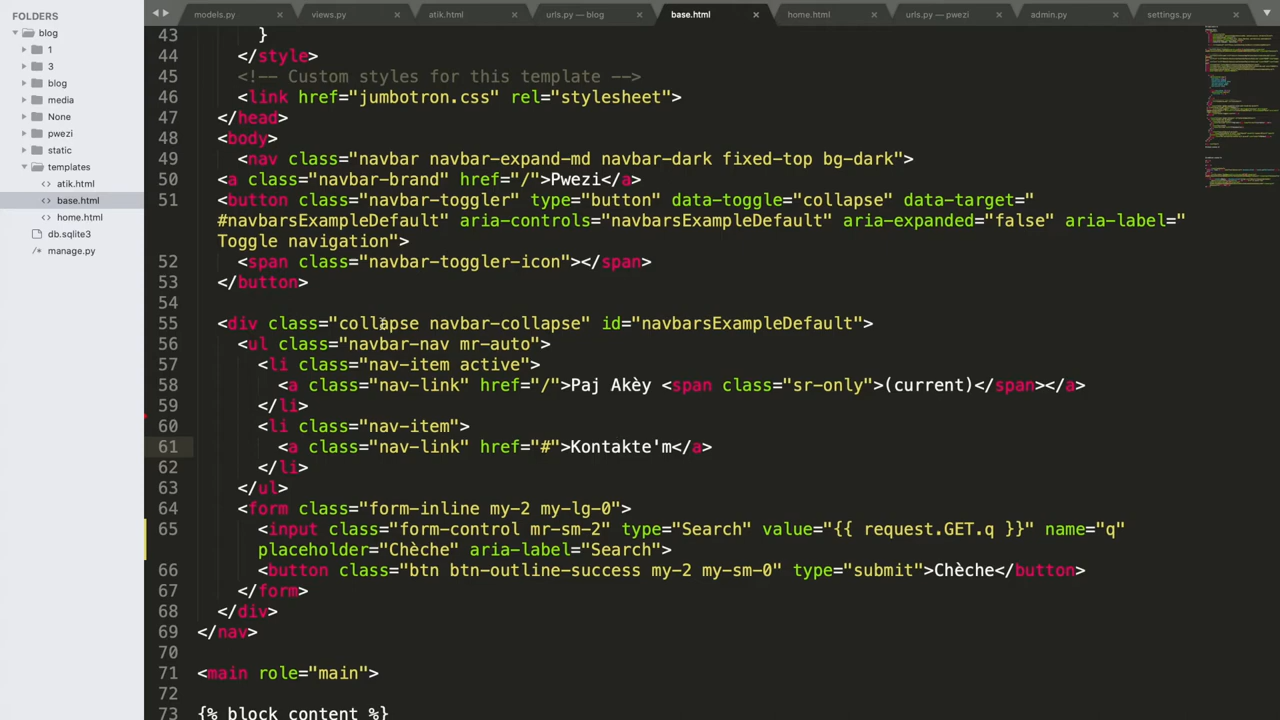 FOLDERS
blog
1
3
blog
media
None
pwezi
static
templates
<> atik.html
<> base.html
<> home.html
db.sqlite3
manage.py
models.py × views.py × atik.html × urls.py — blog × base.html × home.html × urls.py — pwezi × admin.py × settings.py ×
43 }
44 </style>
45 <!-- Custom styles for this template -->
46 <link href="jumbotron.css" rel="stylesheet">
47 </head>
48 <body>
49 <nav class="navbar navbar-expand-md navbar-dark fixed-top bg-dark">
50 <a class="navbar-brand" href="/">Pwezi</a>
51 <button class="navbar-toggler" type="button" data-toggle="collapse" data-target="
#navbarsExampleDefault" aria-controls="navbarsExampleDefault" aria-expanded="false" aria-label="
Toggle navigation">
52 <span class="navbar-toggler-icon"></span>
53 </button>
54
55 <div class="collapse navbar-collapse" id="navbarsExampleDefault">
56 <ul class="navbar-nav mr-auto">
57 <li class="nav-item active">
58 <a class="nav-link" href="/">Paj Akèy <span class="sr-only">(current)</span></a>
59 </li>
60 <li class="nav-item">
61 <a class="nav-link" href="#">Kontakte'm</a>
62 </li>
63 </ul>
64 <form class="form-inline my-2 my-lg-0">
65 <input class="form-control mr-sm-2" type="Search" value="{{ request.GET.q }}" name="q"
placeholder="Chèche" aria-label="Search">
66 <button class="btn btn-outline-success my-2 my-sm-0" type="submit">Chèche</button>
67 </form>
68 </div>
69 </nav>
70
71 <main role="main">
72
73 {% block content %}